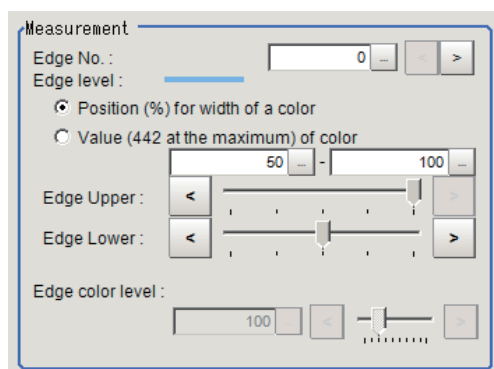 Measurement
Edge No. : 0 ... < >
Edge level :
Position (%) for width of a color
Value (442 at the maximum) of color
50 ... - 100 ...
Edge Upper : < >
Edge Lower : < >
Edge color level :
100 ... < >